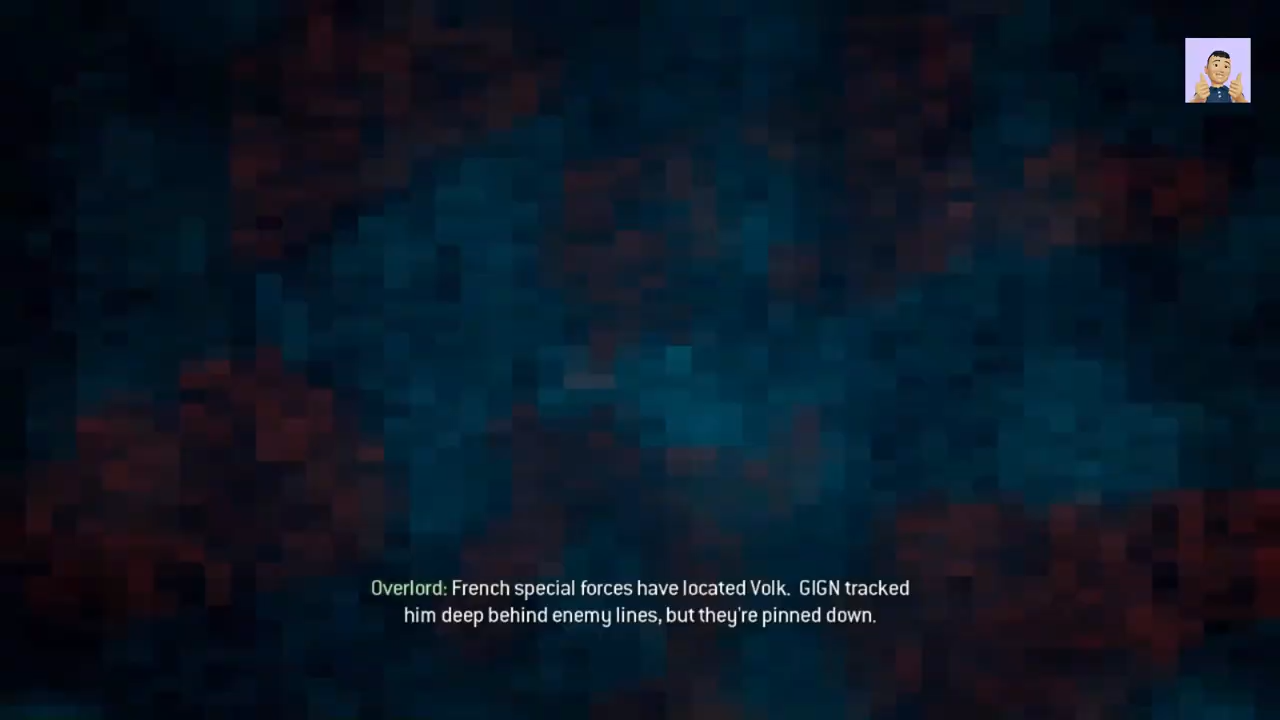 Overlord: French special forces have located Volk.  GIGN tracked
him deep behind enemy lines, but they're pinned down.